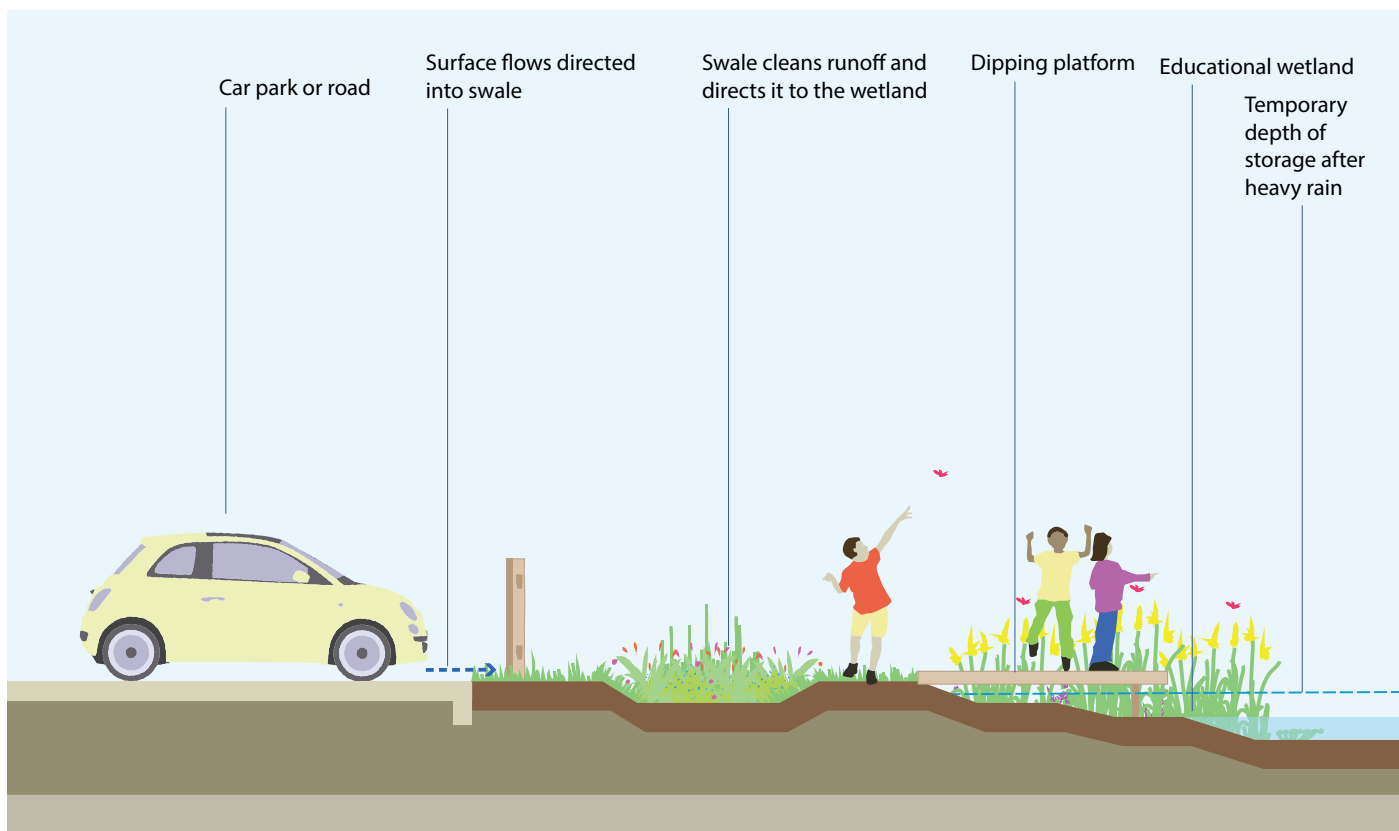 Car park or road
Surface flows directed
into swale
Swale cleans runoff and
directs it to the wetland
Dipping platform
Educational wetland
Temporary
depth of
storage after
heavy rain